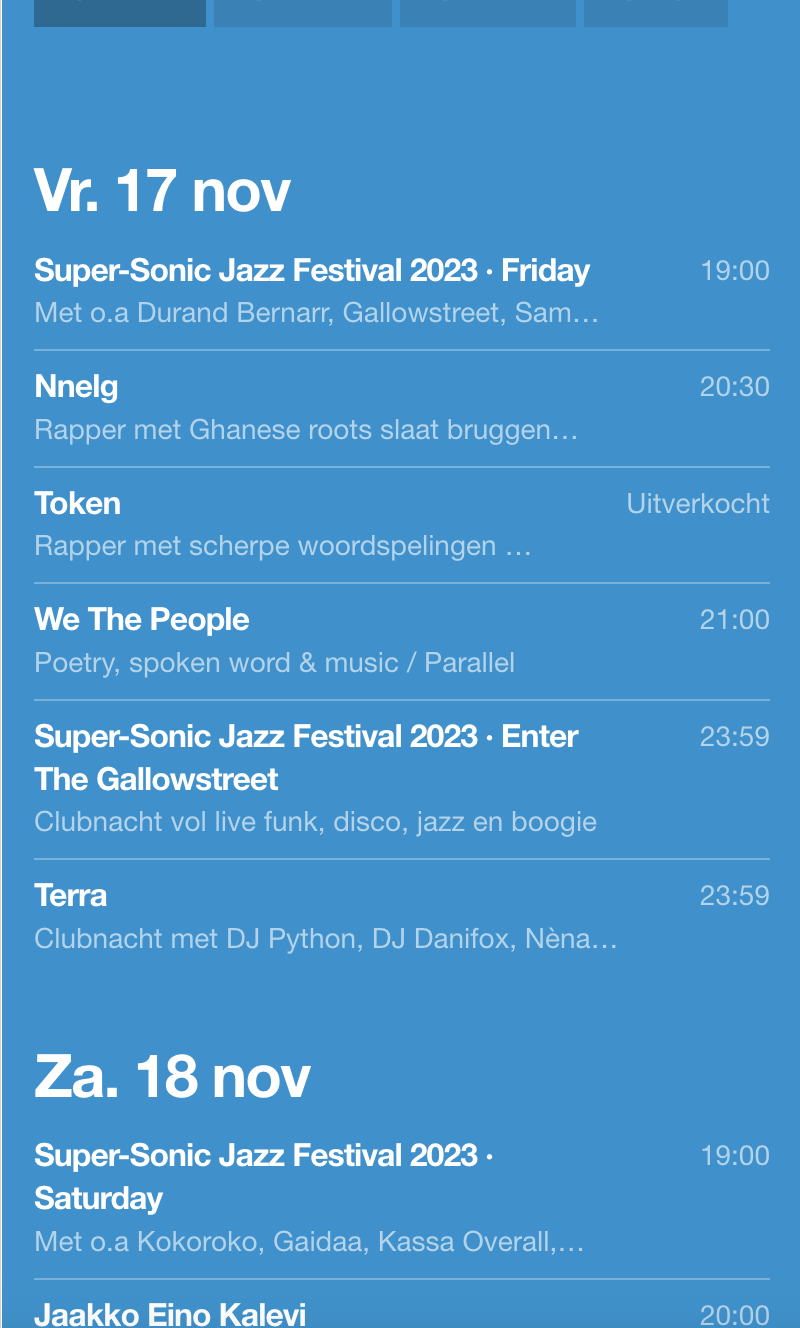 Vr. 17 nov
Super-Sonic Jazz Festival 2023 · Friday 19:00
Met o.a Durand Bernarr, Gallowstreet, Sam…
Nnelg 20:30
Rapper met Ghanese roots slaat bruggen…
Token Uitverkocht
Rapper met scherpe woordspelingen …
We The People 21:00
Poetry, spoken word & music / Parallel
Super-Sonic Jazz Festival 2023 · Enter 23:59
The Gallowstreet
Clubnacht vol live funk, disco, jazz en boogie
Terra 23:59
Clubnacht met DJ Python, DJ Danifox, Nèna…
Za. 18 nov
Super-Sonic Jazz Festival 2023 · 19:00
Saturday
Met o.a Kokoroko, Gaidaa, Kassa Overall,…
Jaakko Eino Kalevi 20:00